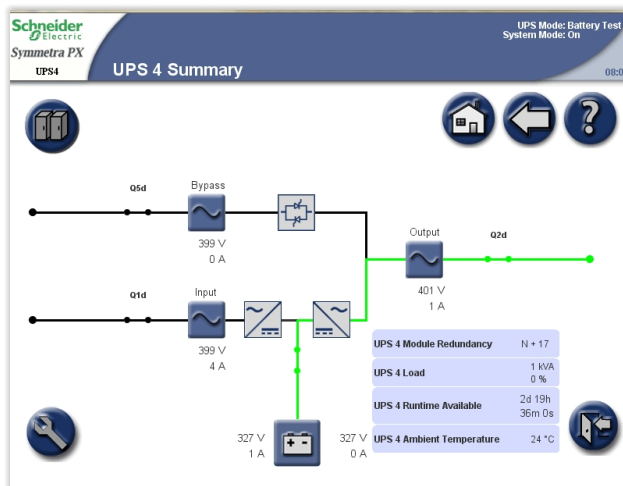 Schneider
Electric
Symmetra PX
UPS4
UPS 4 Summary
UPS Mode: Battery Test
System Mode: On
08:0
Q5d
Bypass
399 V
0 A
Output
Q2d
401 V
1 A
Q1d
Input
399 V
4 A
UPS 4 Module Redundancy N + 17
UPS 4 Load 1 kVA
0 %
UPS 4 Runtime Available 2d 19h
36m 0s
UPS 4 Ambient Temperature 24 °C
327 V
1 A
327 V
0 A